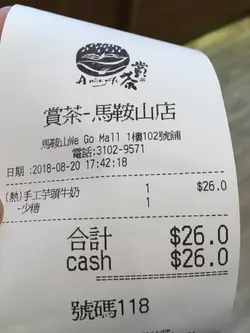 A nice gift
賞茶
賞茶-馬鞍山店
馬鞍山We Go Mall 1樓102號舖
電話:3102-9571
日期 :2018-08-20 17:42:18
(熱)手工芋頭牛奶 1 $26.0
-少糖 1
合計 $26.0
cash $26.0
號碼118